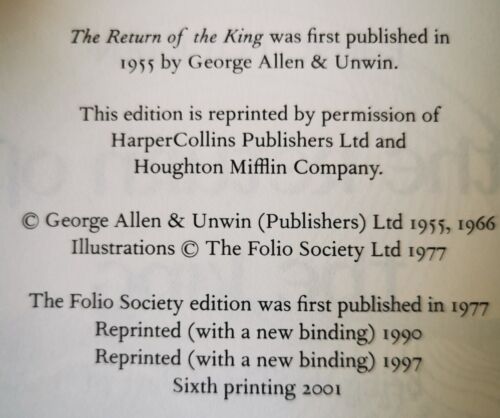 The Return of the King was first published in
1955 by George Allen & Unwin.
This edition is reprinted by permission of
HarperCollins Publishers Ltd and
Houghton Mifflin Company.
© George Allen & Unwin (Publishers) Ltd 1955, 1966
Illustrations © The Folio Society Ltd 1977
The Folio Society edition was first published in 1977
Reprinted (with a new binding) 1990
Reprinted (with a new binding) 1997
Sixth printing 2001